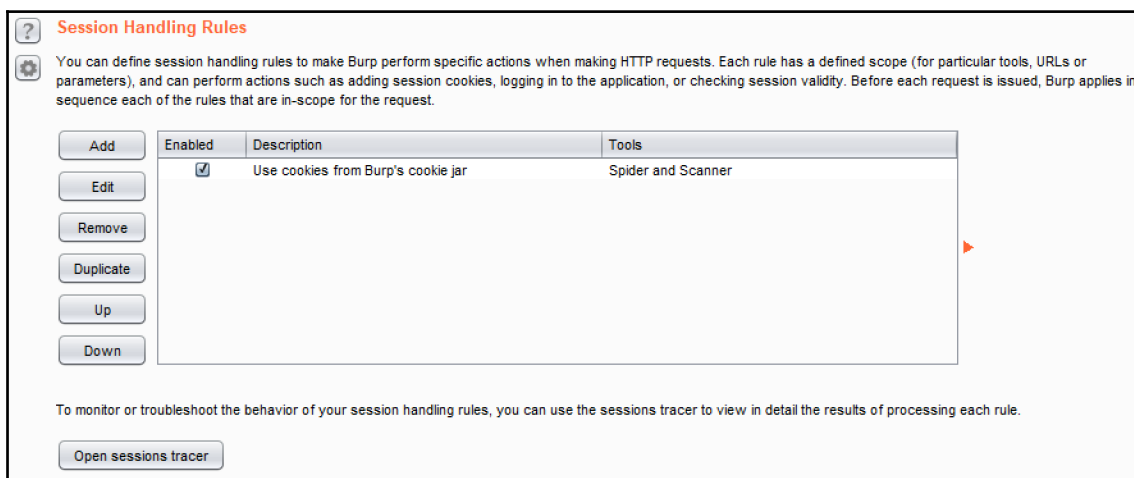 ?
Session Handling Rules
You can define session handling rules to make Burp perform specific actions when making HTTP requests. Each rule has a defined scope (for particular tools, URLs or
parameters), and can perform actions such as adding session cookies, logging in to the application, or checking session validity. Before each request is issued, Burp applies in
sequence each of the rules that are in-scope for the request.
Add
Enabled Description Tools
Use cookies from Burp's cookie jar Spider and Scanner
Edit
Remove
Duplicate
Up
Down
To monitor or troubleshoot the behavior of your session handling rules, you can use the sessions tracer to view in detail the results of processing each rule.
Open sessions tracer